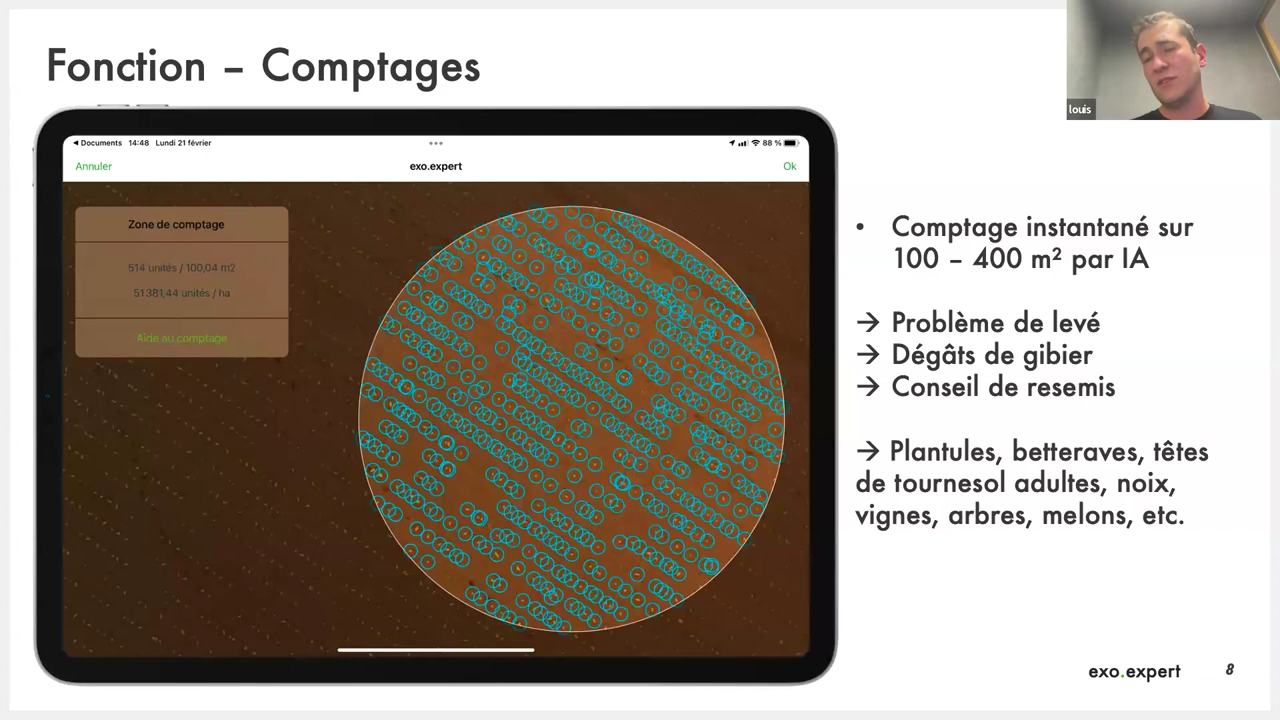 Fonction – Comptages
louis
Documents 14:48 Lundi 21 février
88 %
Annuler
exo.expert
Ok
Zone de comptage
514 unités / 100,04 m2
51 381,44 unités / ha
Aide au comptage
• Comptage instantané sur
100 – 400 m² par IA
→ Problème de levé
→ Dégâts de gibier
→ Conseil de resemis
→ Plantules, betteraves, têtes
de tournesol adultes, noix,
vignes, arbres, melons, etc.
exo.expert
8